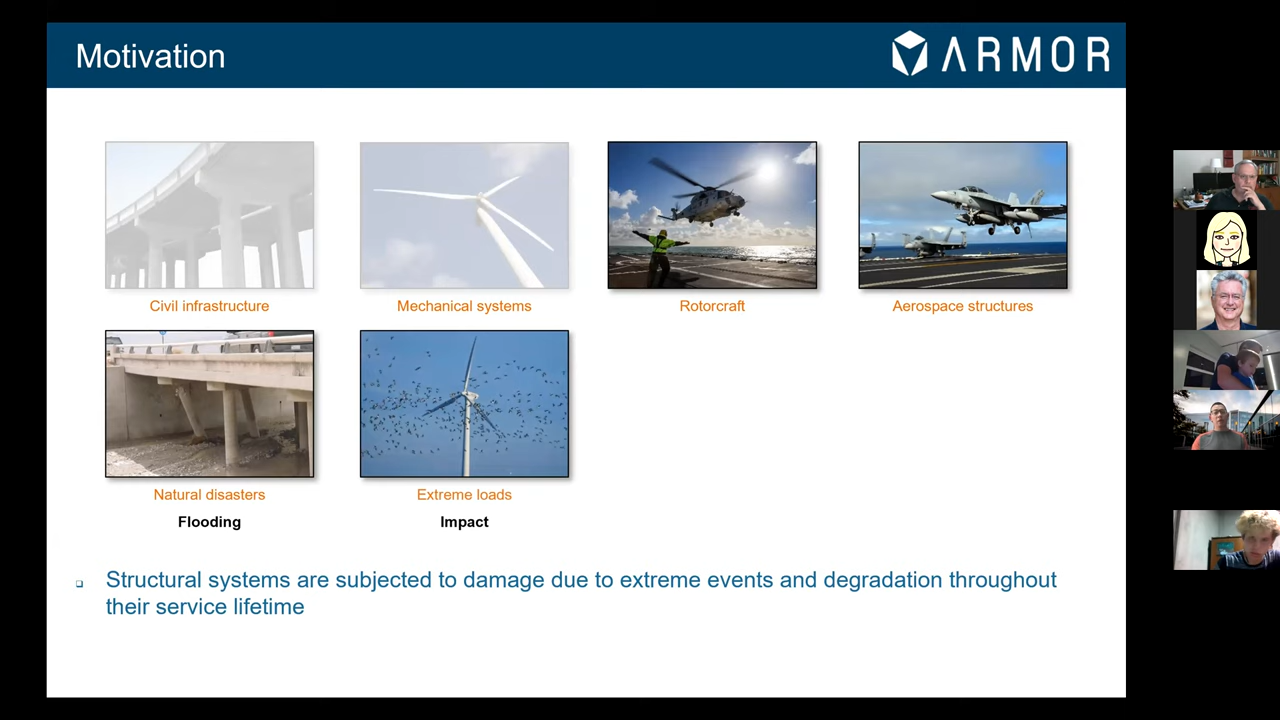 Motivation
ARMOR
Civil infrastructure
Mechanical systems
Rotorcraft
Aerospace structures
Natural disasters
Extreme loads
Flooding
Impact
Structural systems are subjected to damage due to extreme events and degradation throughout
their service lifetime